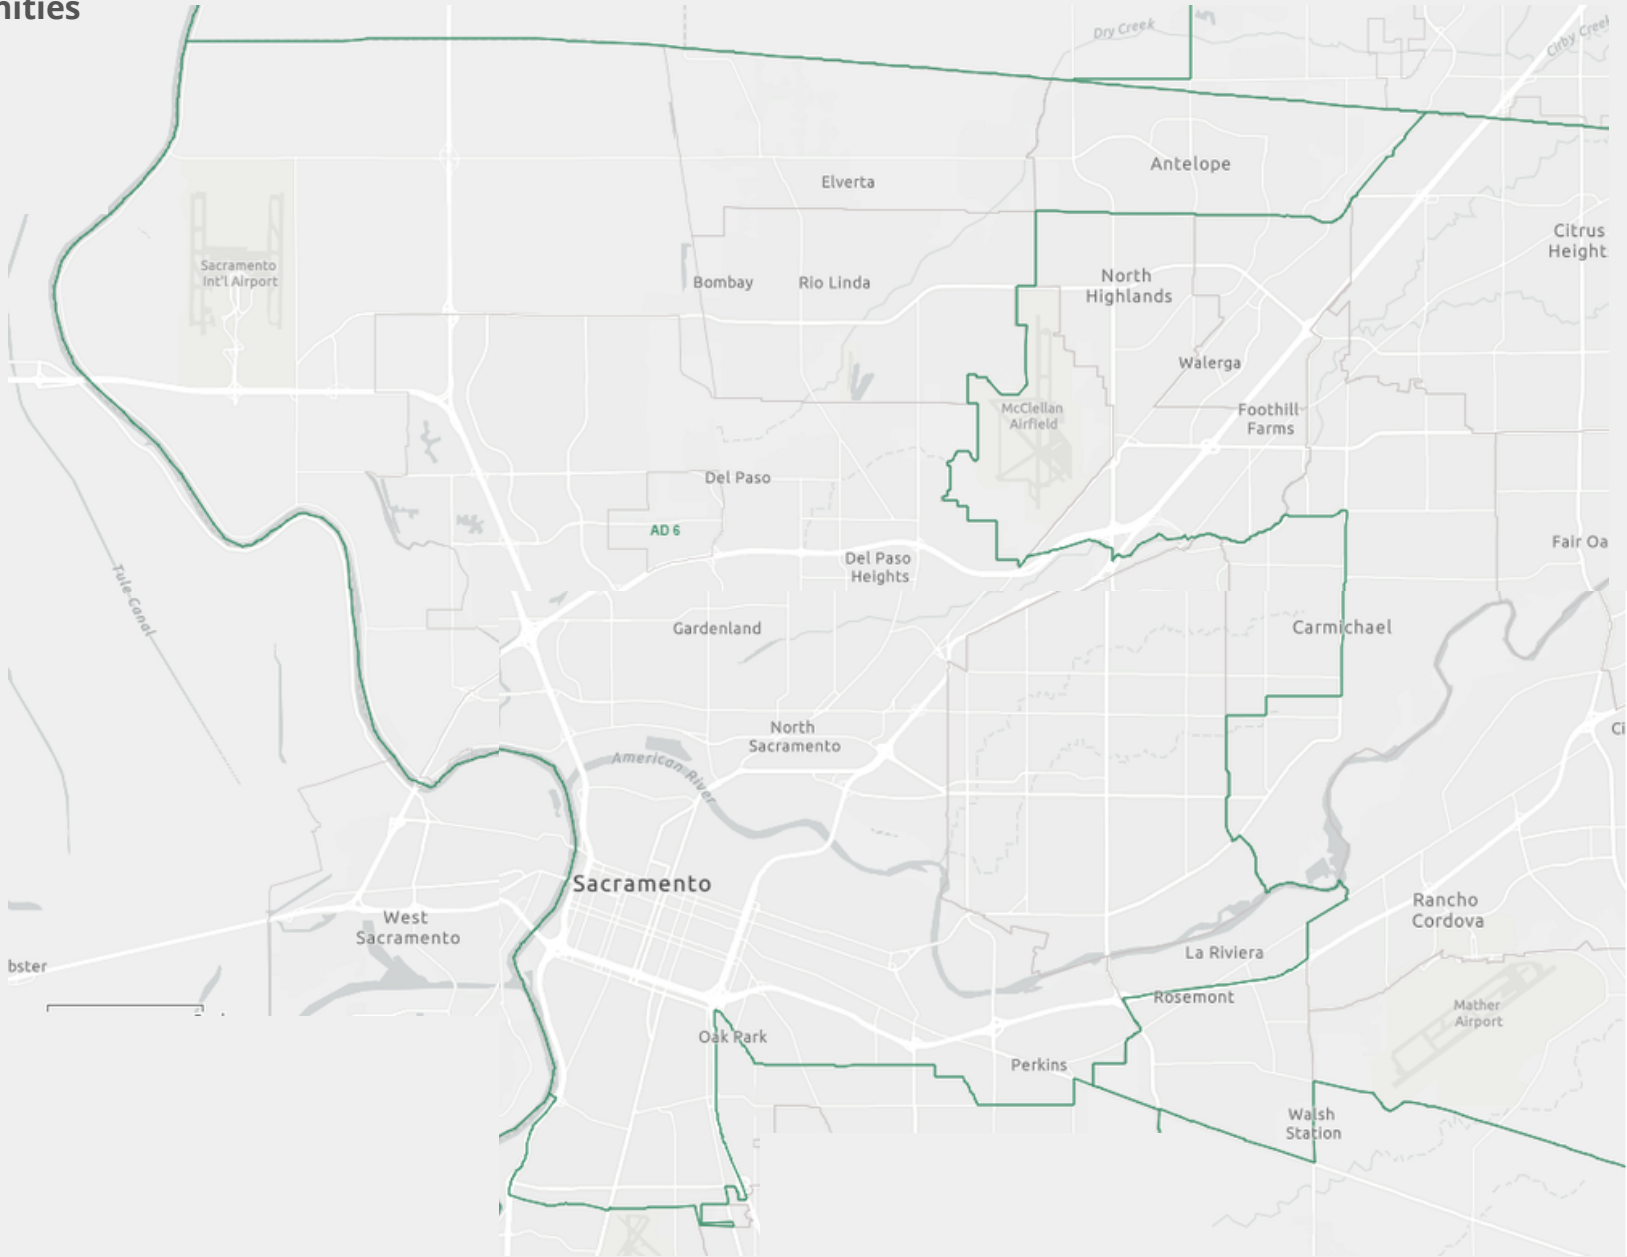 nities
Dry Creek
Cirby Creek
Antelope
Elverta
Citrus
Height
Sacramento
Int'l Airport
Bombay
Rio Linda
North
Highlands
Walerga
McClellan
Airfield
Foothill
Farms
Del Paso
AD 6
Fair Oa
Del Paso
Heights
Tule Canal
Gardenland
Carmichael
North
Sacramento
American River
Ci
Sacramento
West
Sacramento
Rancho
Cordova
La Riviera
bster
Rosemont
Mather
Airport
Oak Park
Perkins
Walsh
Station